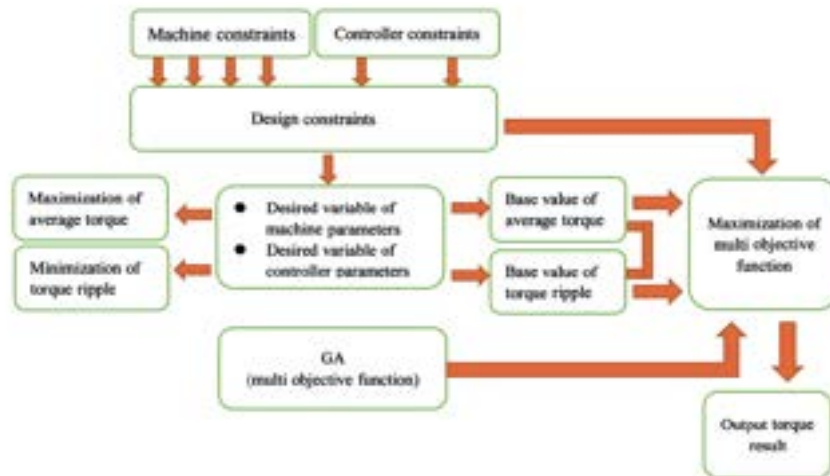 Machine constraints
Controller constraints
Design constraints
Maximization of
average torque
Minimization of
torque ripple
● Desired variable of
machine parameters
● Desired variable of
controller parameters
Base value of
average torque
Base value of
torque ripple
Maximization of
multi objective
function
GA
(multi objective function)
Output torque
result